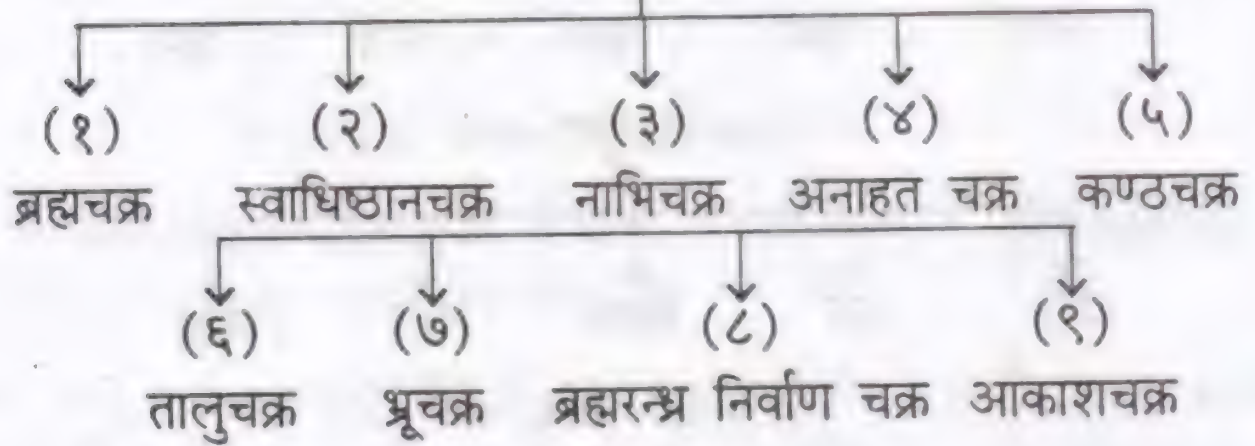 (१) (२) (३) (४) (५)
ब्रह्मचक्र स्वाधिष्ठानचक्र नाभिचक्र अनाहत चक्र कण्ठचक्र
(६) (७) (८) (९)
तालुचक्र भ्रूचक्र ब्रह्मरन्ध्र निर्वाण चक्र आकाशचक्र